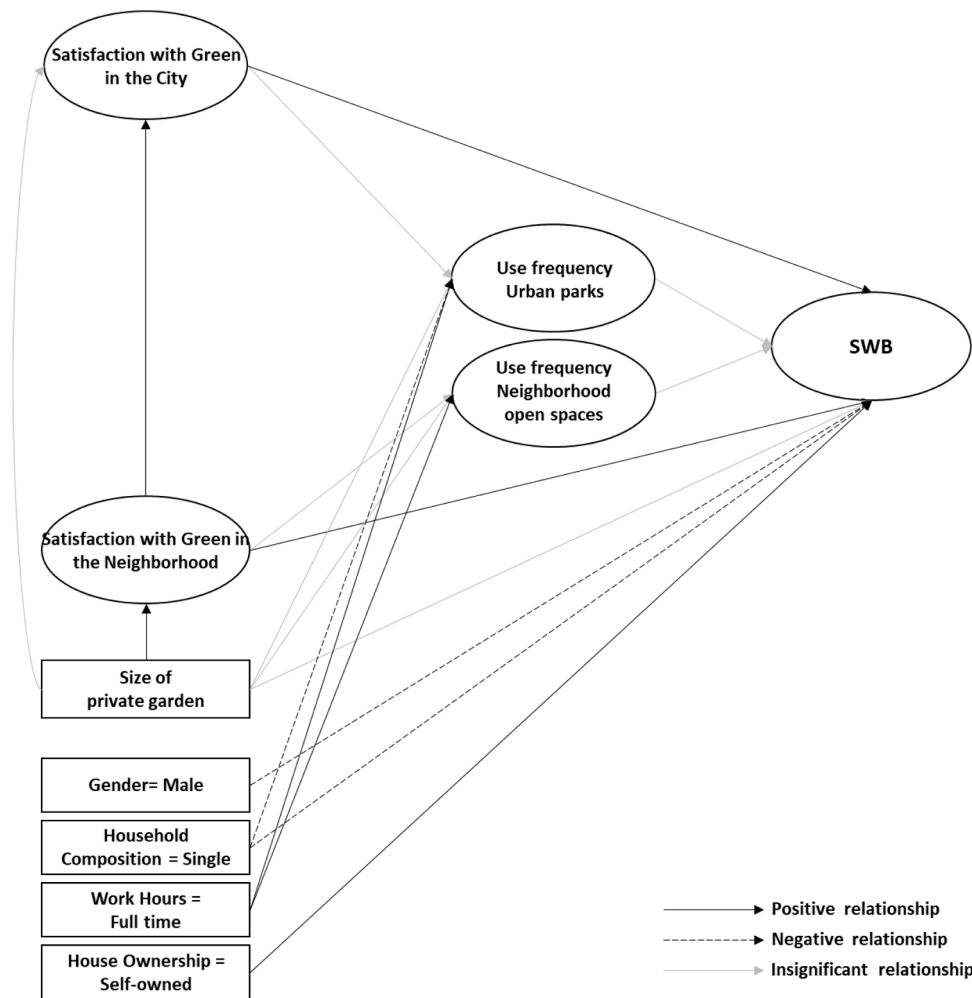 Satisfaction with Green
in the City
Use frequency
Urban parks
SWB
Use frequency
Neighborhood
open spaces
Satisfaction with Green in
the Neighborhood
Size of
private garden
Gender= Male
Household
Composition = Single
Work Hours =
Full time
House Ownership =
Self-owned
Positive relationship
Negative relationship
Insignificant relationship